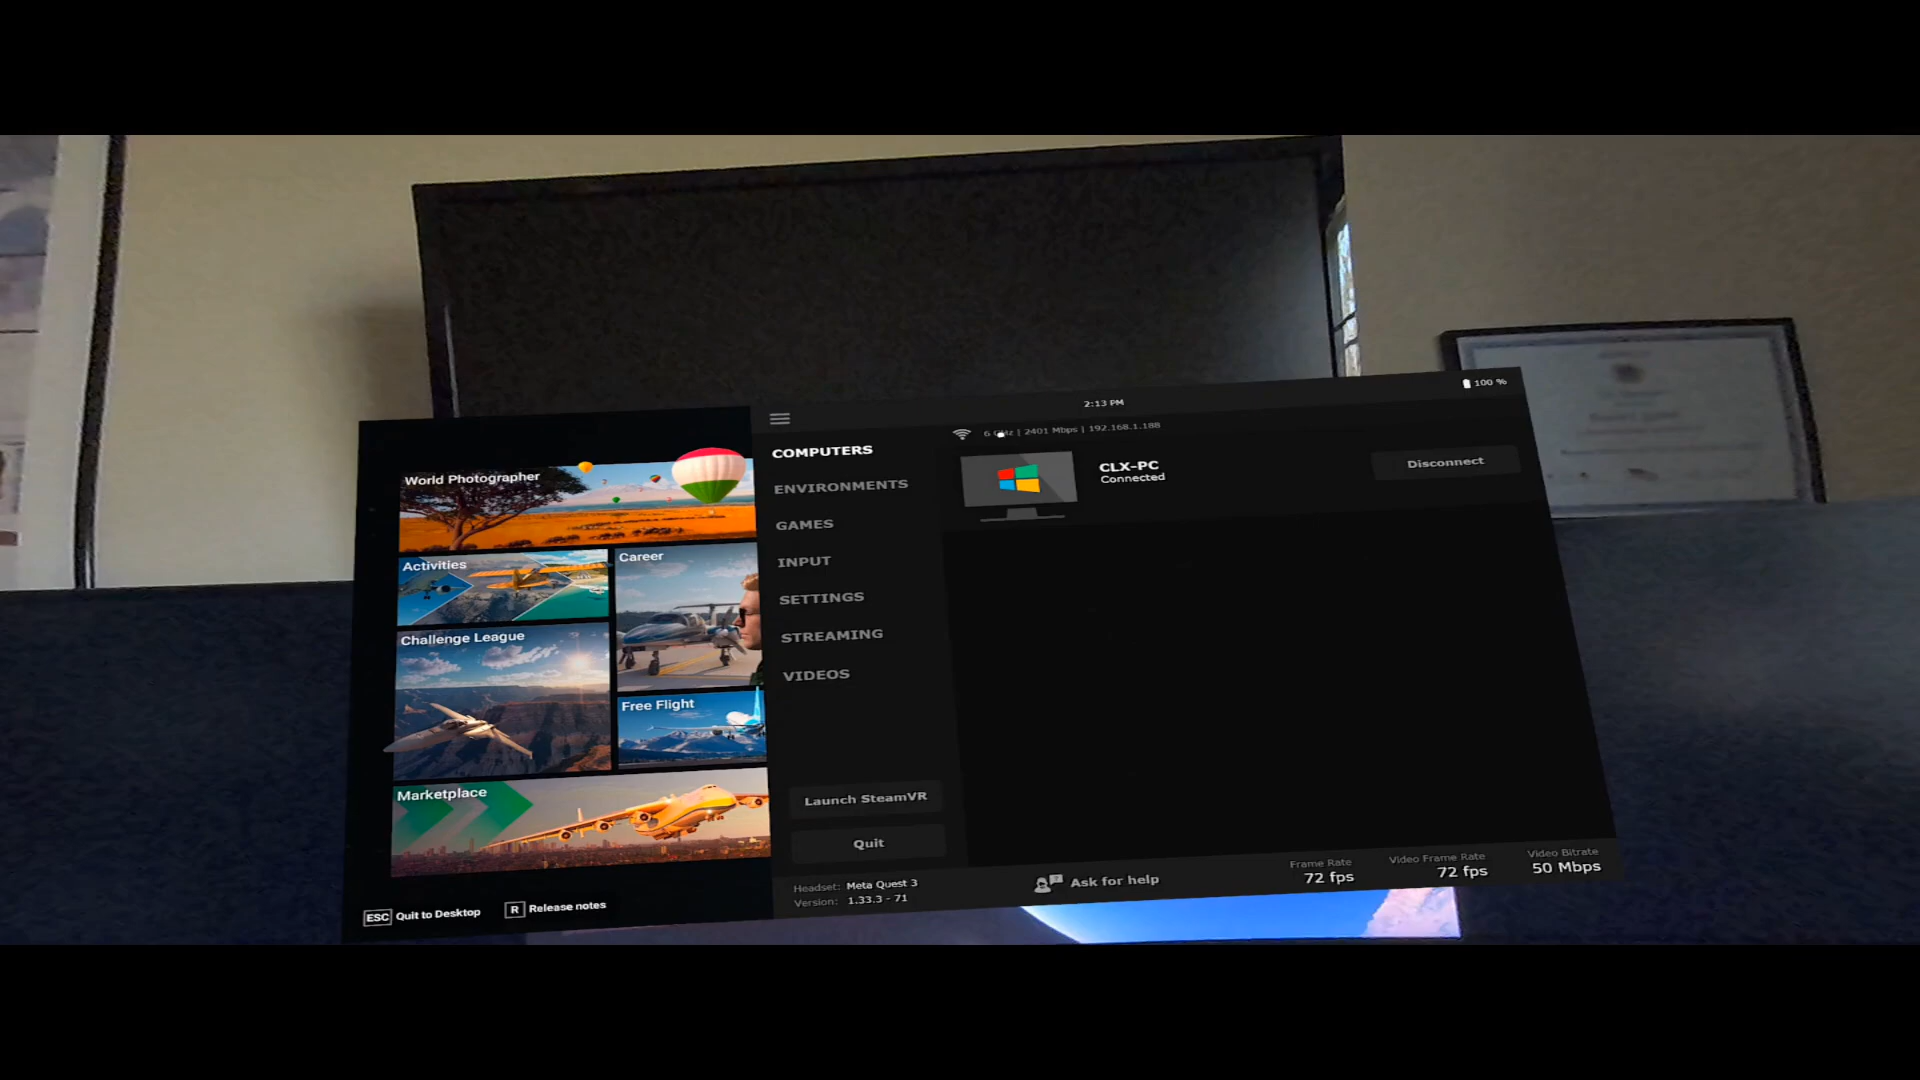 World Photographer
Activities
Career
Challenge League
Free Flight
Marketplace
ESC Quit to Desktop
R Release notes
2:13 PM
100 %
6 GHz | 2401 Mbps | 192.168.1.188
COMPUTERS
ENVIRONMENTS
GAMES
INPUT
SETTINGS
STREAMING
VIDEOS
CLX-PC
Connected
Disconnect
Launch SteamVR
Quit
Headset: Meta Quest 3
Version: 1.33.3 - 71
Ask for help
Frame Rate
72 fps
Video Frame Rate
72 fps
Video Bitrate
50 Mbps